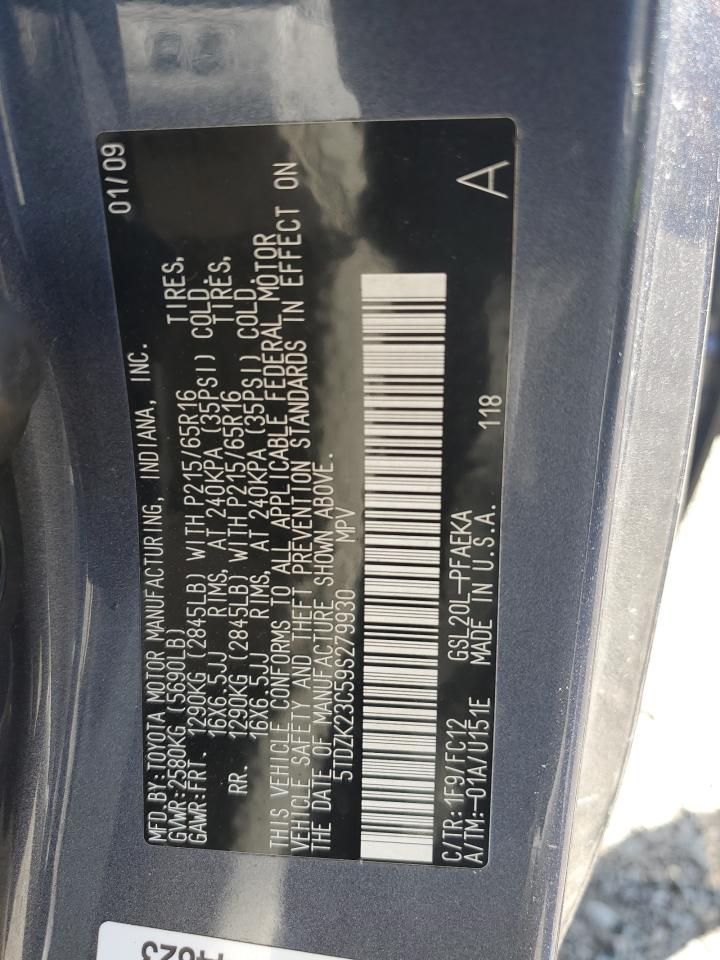 MFD. BY: TOYOTA MOTOR MANUFACTURING, INDIANA, INC. 01/09
GVWR: 2580KG (5690LB)
GAWR: FRT. 1290KG (2845LB) WITH P215/65R16 TIRES,
16X6.5JJ RIMS, AT 240KPA (35PSI) COLD.
RR. 1290KG (2845LB) WITH P215/65R16 TIRES,
16X6.5JJ RIMS, AT 240KPA (35PSI) COLD.
THIS VEHICLE CONFORMS TO ALL APPLICABLE FEDERAL MOTOR
VEHICLE SAFETY AND THEFT PREVENTION STANDARDS IN EFFECT ON
THE DATE OF MANUFACTURE SHOWN ABOVE.
5TDZK23C59S279930 MPV
C/TR: 1F9/FC12 GSL20L-PFAEKA
A/TM:-01A/U151E MADE IN U.S.A. 118 A